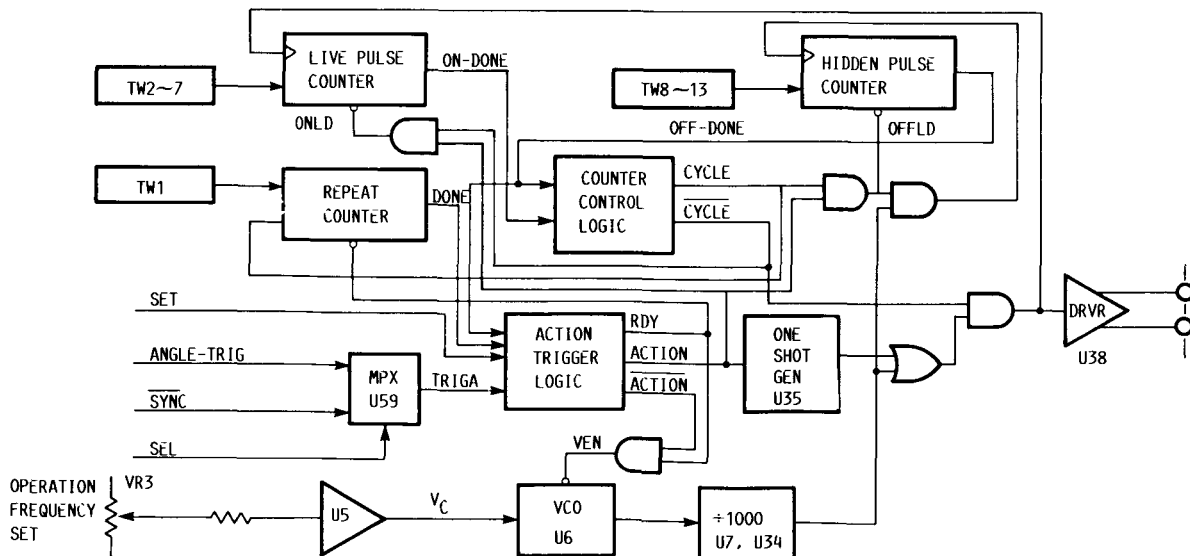 LIVE PULSE
COUNTER
ON-DONE
TW2~7
ONLD
HIDDEN PULSE
COUNTER
TW8~13
OFF-DONE
OFFLD
TW1
REPEAT
COUNTER
DONE
COUNTER
CONTROL
LOGIC
CYCLE
CYCLE
SET
ANGLE-TRIG
SYNC
SEL
MPX
U59
TRIGA
ACTION
TRIGGER
LOGIC
RDY
ACTION
ACTION
ONE
SHOT
GEN
U35
DRVR
U38
VEN
OPERATION
FREQUENCY
SET
VR3
U5
VC
VCO
U6
÷1000
U7, U34